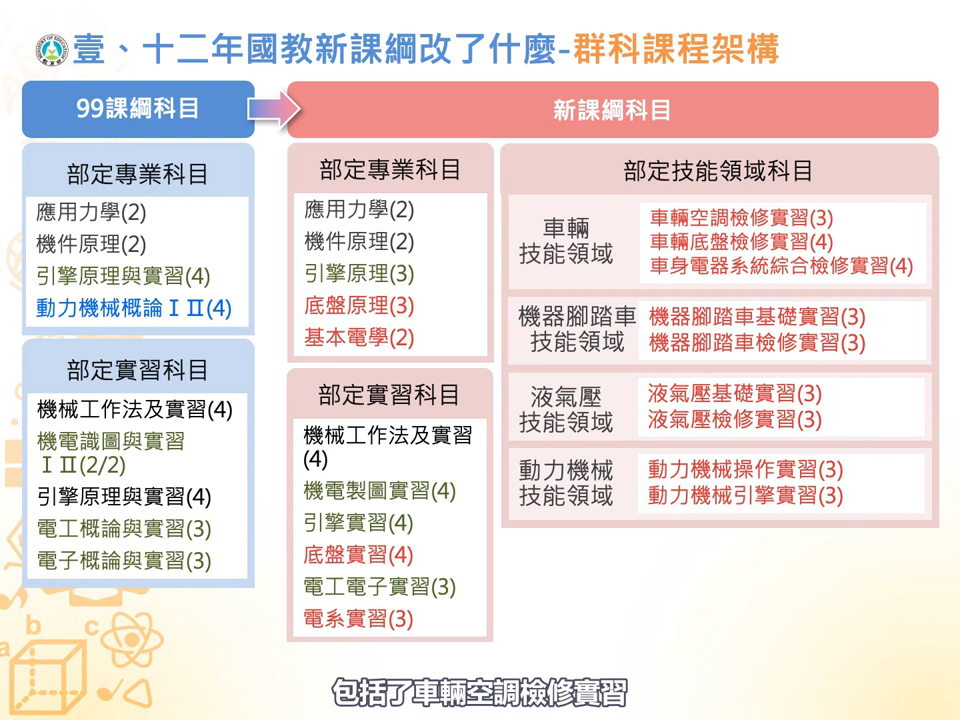 壹、十二年國教新課綱改了什麼-群科課程架構
99課綱科目
新課綱科目
部定專業科目
應用力學(2)
機件原理(2)
引擎原理與實習(4)
動力機械概論ⅠⅡ(4)
部定實習科目
機械工作法及實習(4)
機電識圖與實習
ⅠⅡ(2/2)
引擎原理與實習(4)
電工概論與實習(3)
電子概論與實習(3)
部定專業科目
應用力學(2)
機件原理(2)
引擎原理(3)
底盤原理(3)
基本電學(2)
部定實習科目
機械工作法及實習
(4)
機電製圖實習(4)
引擎實習(4)
底盤實習(4)
電工電子實習(3)
電系實習(3)
部定技能領域科目
車輛
技能領域
車輛空調檢修實習(3)
車輛底盤檢修實習(4)
車身電器系統綜合檢修實習(4)
機器腳踏車
技能領域
機器腳踏車基礎實習(3)
機器腳踏車檢修實習(3)
液氣壓
技能領域
液氣壓基礎實習(3)
液氣壓檢修實習(3)
動力機械
技能領域
動力機械操作實習(3)
動力機械引擎實習(3)
包括了車輛空調檢修實習